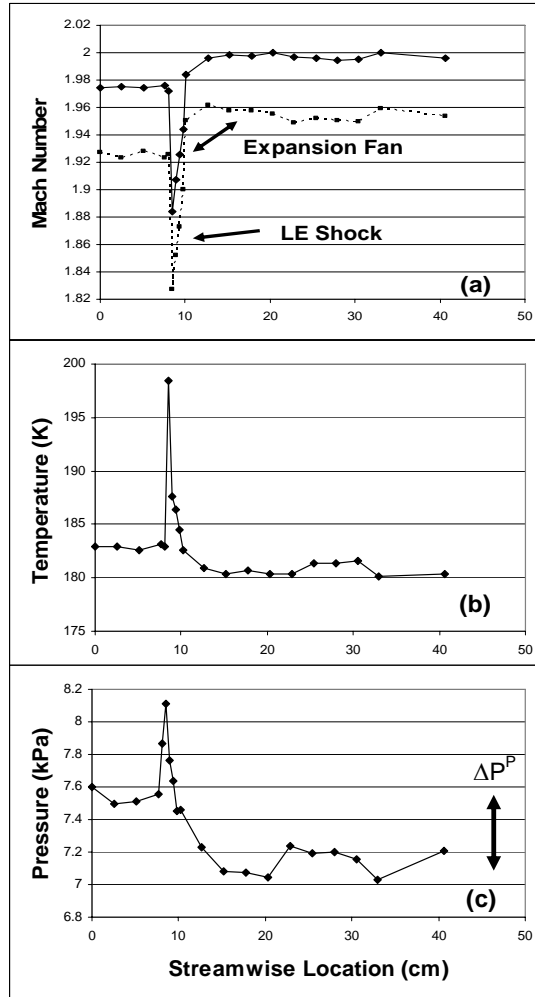 2.02
2
1.98
1.96
1.94
1.92
1.9
1.88
1.86
1.84
1.82
Mach Number
Expansion Fan
LE Shock
(a)
0 10 20 30 40 50
200
195
190
185
180
175
Temperature (K)
(b)
0 10 20 30 40 50
8.2
8
7.8
7.6
7.4
7.2
7
6.8
Pressure (kPa)
ΔP^P
(c)
0 10 20 30 40 50
Streamwise Location (cm)